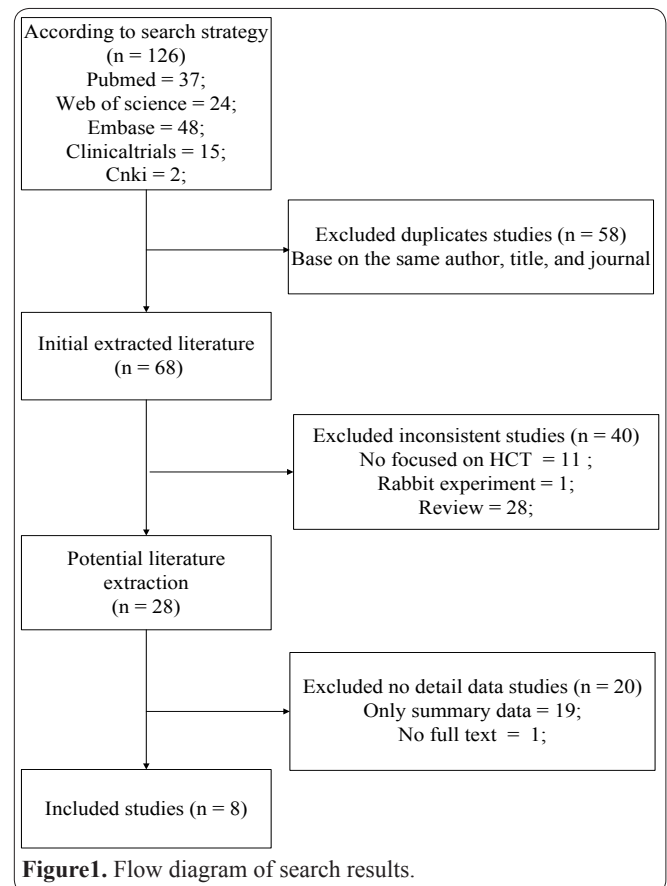 According to search strategy
(n = 126)
Pubmed = 37;
Web of science = 24;
Embase = 48;
Clinicaltrials = 15;
Cnki = 2;
Excluded duplicates studies (n = 58)
Base on the same author, title, and journal
Initial extracted literature
(n = 68)
Excluded inconsistent studies (n = 40)
No focused on HCT = 11 ;
Rabbit experiment = 1;
Review = 28;
Potential literature
extraction
(n = 28)
Excluded no detail data studies (n = 20)
Only summary data = 19;
No full text = 1;
Included studies (n = 8)
Figure1. Flow diagram of search results.